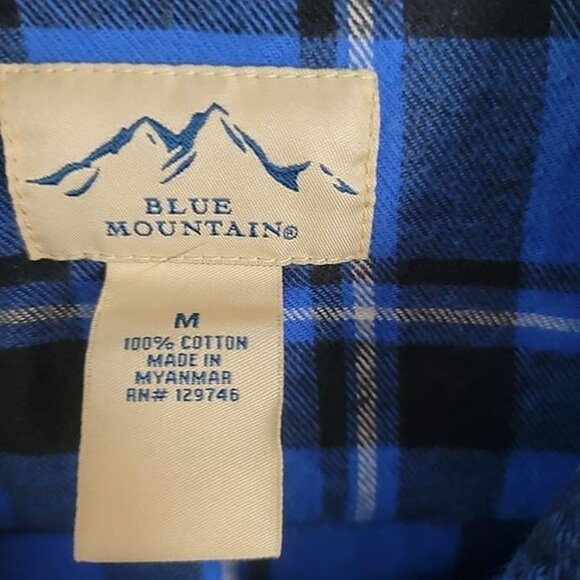 BLUE
MOUNTAIN®
M
100% COTTON
MADE IN
MYANMAR
RN# 129746